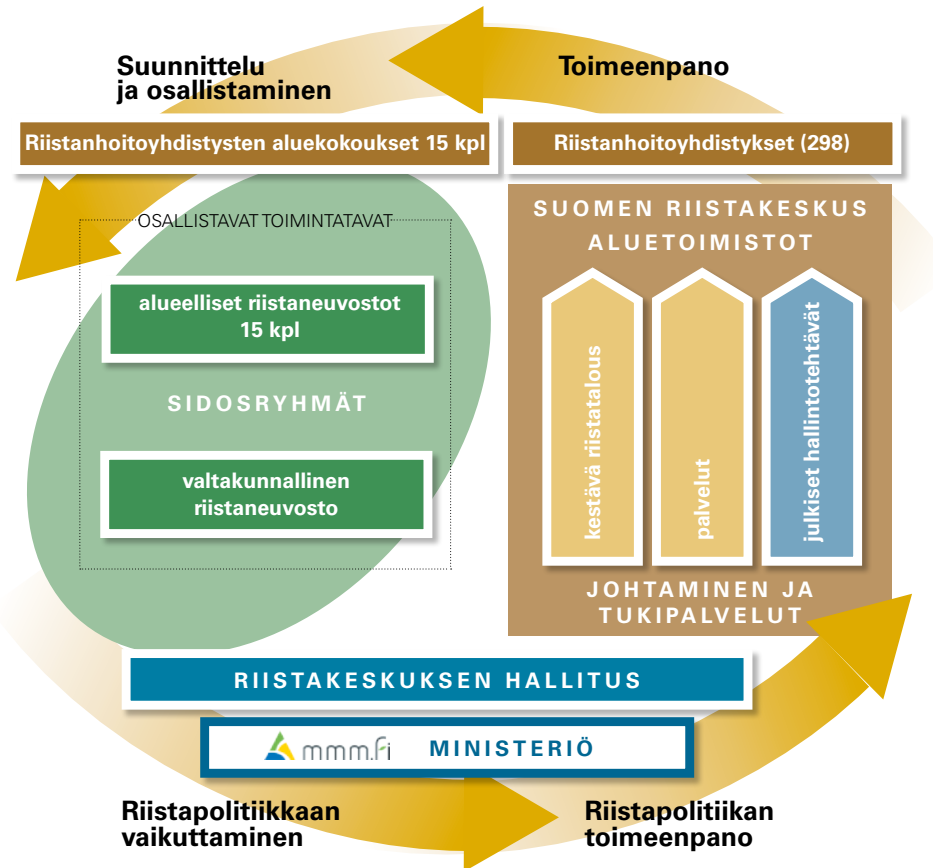 Suunnittelu
ja osallistaminen
Toimeenpano
Riistanhoitoyhdistysten aluekokoukset 15 kpl
Riistanhoitoyhdistykset (298)
OSALLISTAVAT TOIMINTATAVAT
alueelliset riistaneuvostot
15 kpl
SIDOSRYHMÄT
valtakunnallinen
riistaneuvosto
SUOMEN RIISTAKESKUS
ALUETOIMISTOT
kestävä riistatalous
palvelut
julkiset hallintotehtävät
JOHTAMINEN JA
TUKIPALVELUT
RIISTAKESKUKSEN HALLITUS
mmm.fi MINISTERIÖ
Riistapolitiikkaan
vaikuttaminen
Riistapolitiikan
toimeenpano